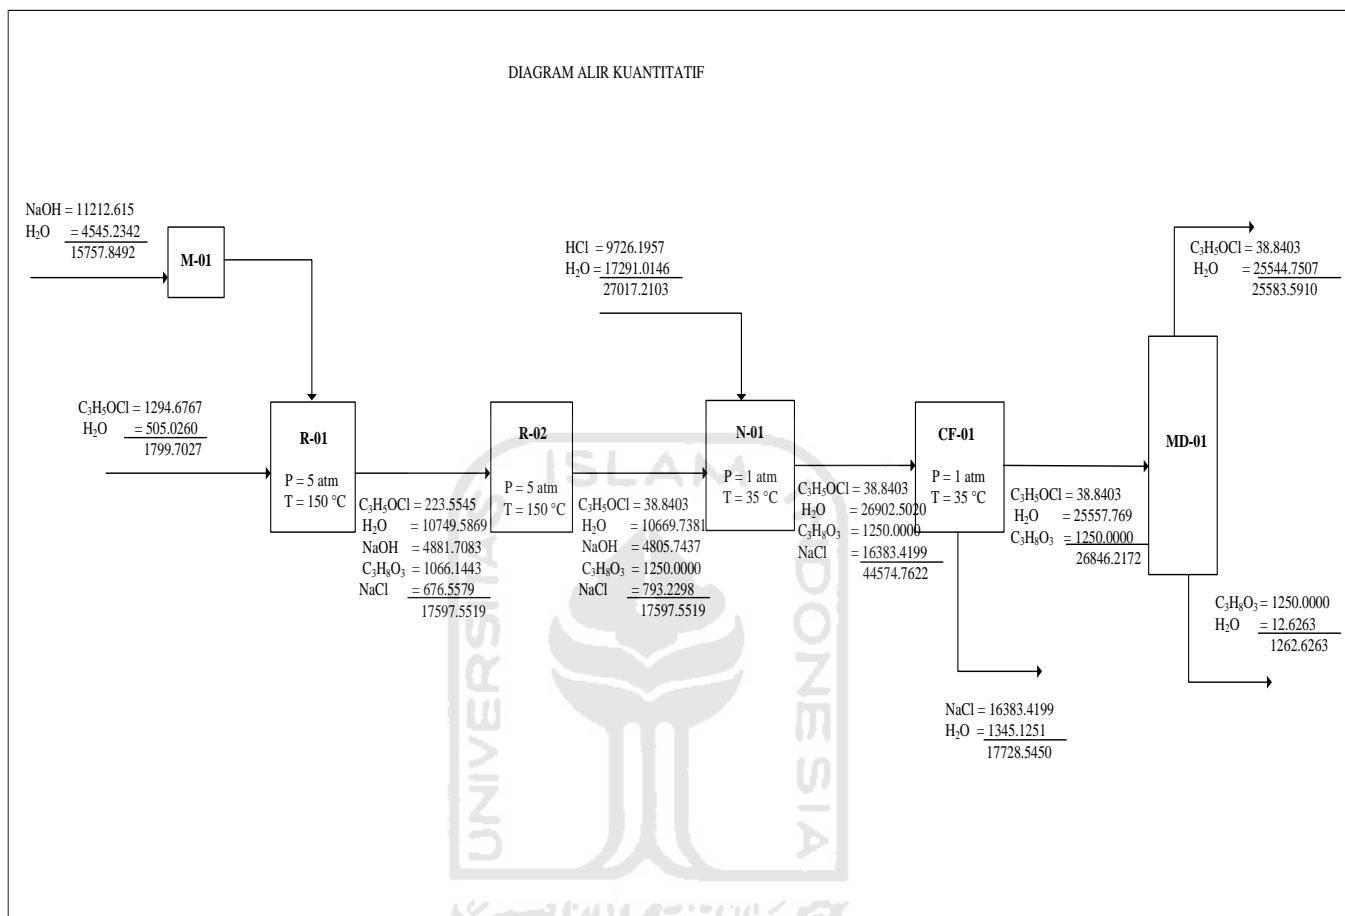 DIAGRAM ALIR KUANTITATIF
NaOH = 11212.615
H₂O = 4545.2342
15757.8492
M-01
HCl = 9726.1957
H₂O = 17291.0146
27017.2103
C₃H₅OCl = 38.8403
H₂O = 25544.7507
25583.5910
C₃H₅OCl = 1294.6767
H₂O = 505.0260
1799.7027
R-01
P = 5 atm
T = 150 °C
R-02
P = 5 atm
T = 150 °C
N-01
P = 1 atm
T = 35 °C
CF-01
P = 1 atm
T = 35 °C
MD-01
C₃H₅OCl = 223.5545
H₂O = 10749.5869
NaOH = 4881.7083
C₃H₈O₃ = 1066.1443
NaCl = 676.5579
17597.5519
C₃H₅OCl = 38.8403
H₂O = 10669.7381
NaOH = 4805.7437
C₃H₈O₃ = 1250.0000
NaCl = 793.2298
17597.5519
C₃H₅OCl = 38.8403
H₂O = 26902.5020
C₃H₈O₃ = 1250.0000
NaCl = 16383.4199
44574.7622
C₃H₅OCl = 38.8403
H₂O = 25557.769
C₃H₈O₃ = 1250.0000
26846.2172
C₃H₈O₃ = 1250.0000
H₂O = 12.6263
1262.6263
NaCl = 16383.4199
H₂O = 1345.1251
17728.5450
UNIVERSITAS
ISLAM
INDONESIA